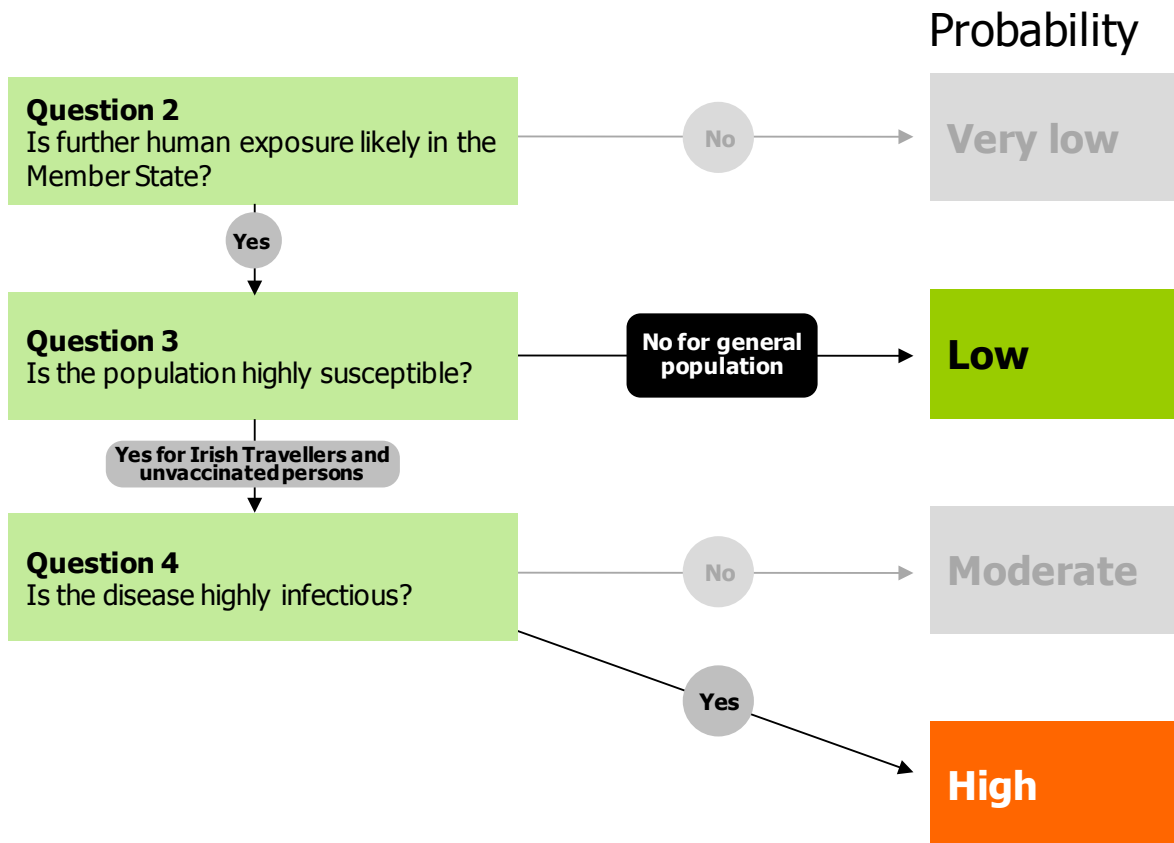 Probability
Question 2
Is further human exposure likely in the
Member State?
No
Very low
Yes
Question 3
Is the population highly susceptible?
No for general
population
Low
Yes for Irish Travellers and
unvaccinated persons
Question 4
Is the disease highly infectious?
No
Moderate
Yes
High